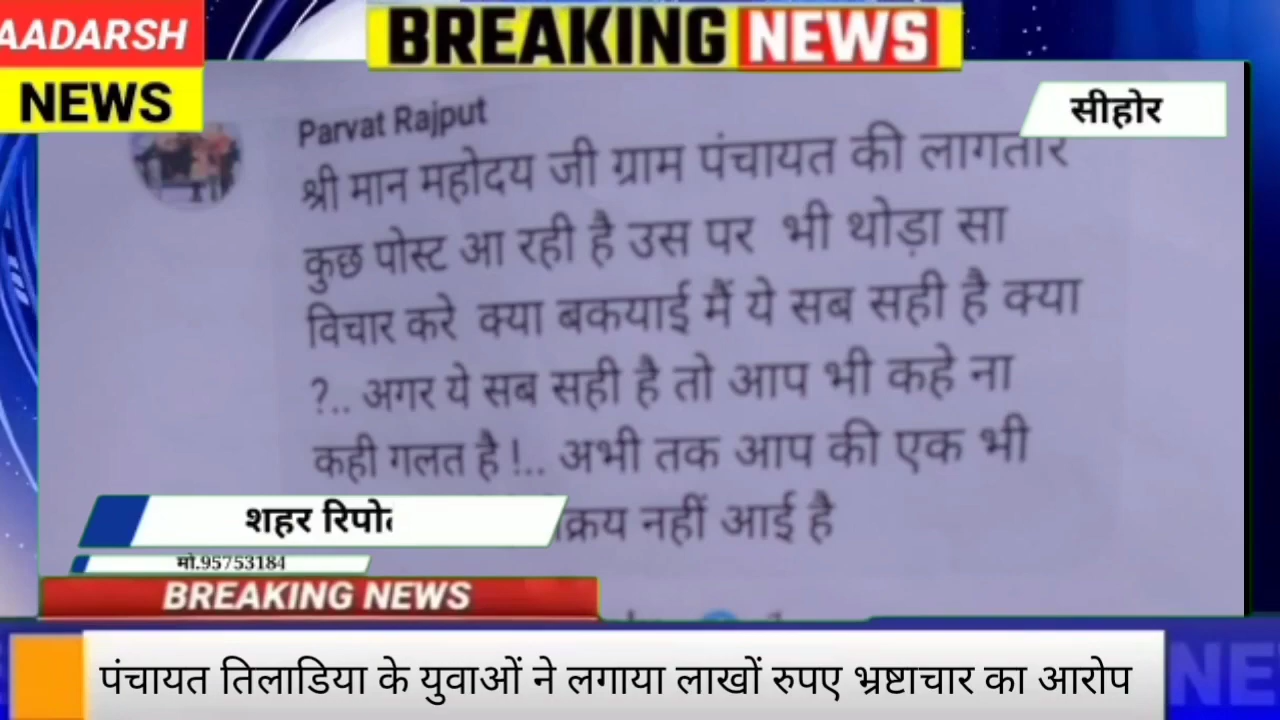 AADARSH
NEWS
BREAKING NEWS
सीहोर
Parvat Rajput
श्री मान महोदय जी ग्राम पंचायत की लागतार
कुछ पोस्ट आ रही है उस पर भी थोड़ा सा
विचार करे क्या बकयाई मैं ये सब सही है क्या
?.. अगर ये सब सही है तो आप भी कहे ना
कही गलत है !.. अभी तक आप की एक भी
नहीं आई है
शहर
मो.95753184
BREAKING NEWS
पंचायत तिलाडिया के युवाओं ने लगाया लाखों रुपए भ्रष्टाचार का आरोप
NE